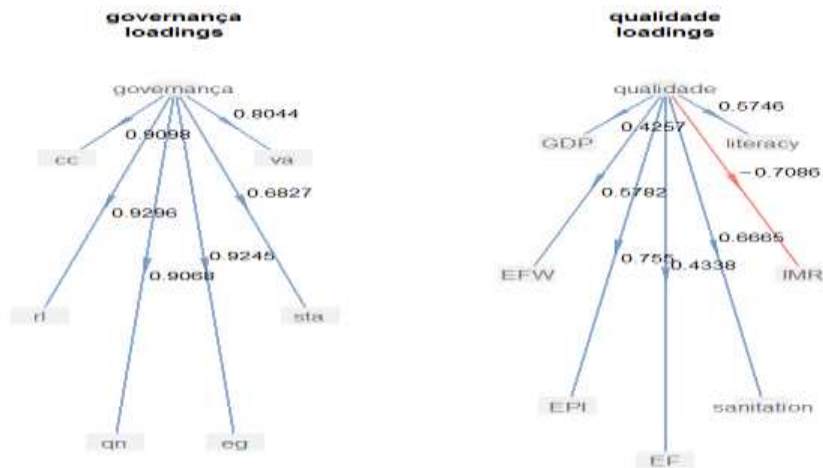 governança
loadings
qualidade
loadings
governança
qualidade
0.8044
0.5746
0.9098
0.4257
cc
va
GDP
literacy
-0.7086
0.6827
0.5782
0.9296
0.6665
0.9245
0.755
0.4338
0.9068
EFW
IMR
rl
sta
EPI
sanitation
qn
eg
EF